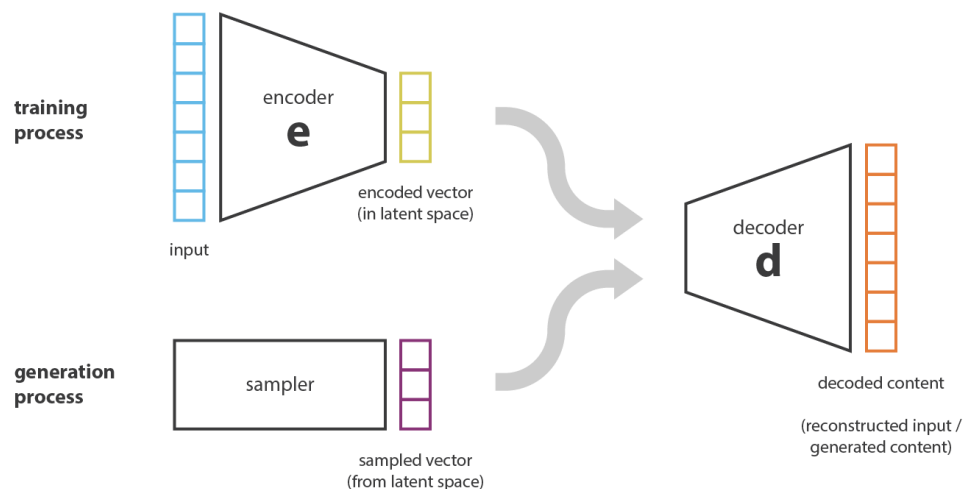 training
process
encoder
e
encoded vector
(in latent space)
input
decoder
d
generation
process
sampler
sampled vector
(from latent space)
decoded content
(reconstructed input /
generated content)